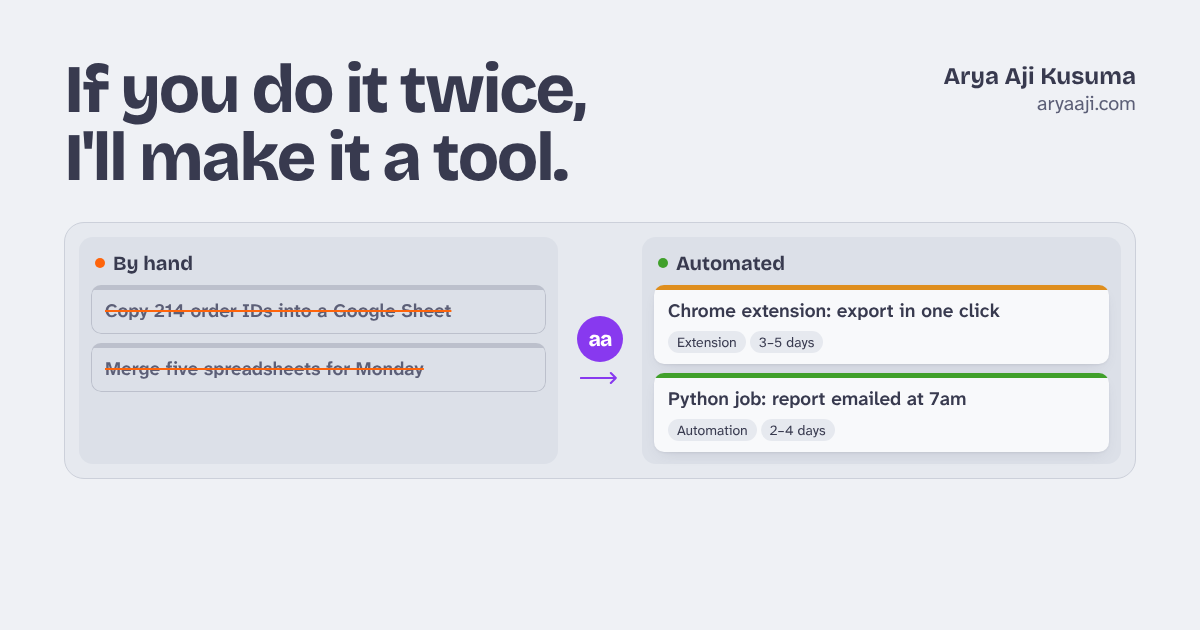 If you do it twice,
I'll make it a tool.
Arya Aji Kusuma
aryaaji.com
By hand
Copy 214 order IDs into a Google Sheet
Merge five spreadsheets for Monday
aa
Automated
Chrome extension: export in one click
Extension 3–5 days
Python job: report emailed at 7am
Automation 2–4 days